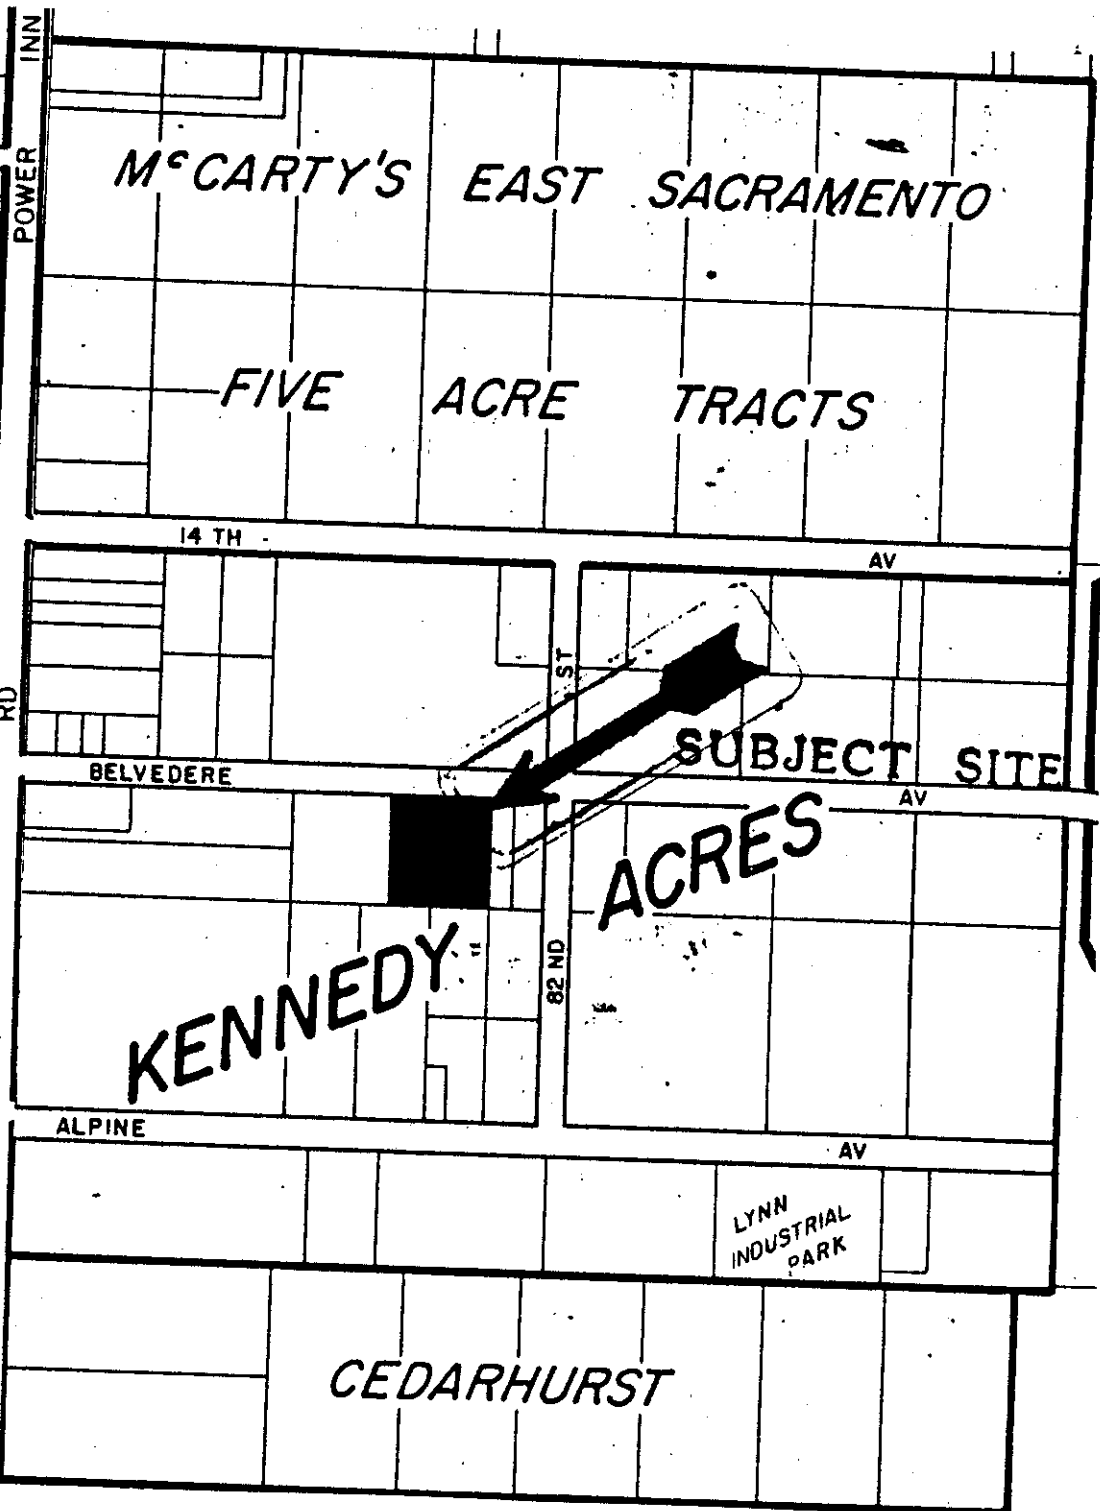 POWER INN
RD
McCARTY'S EAST SACRAMENTO
FIVE ACRE TRACTS
14 TH AV
ST
SUBJECT SITE
BELVEDERE AV
KENNEDY ACRES
82 ND
ALPINE AV
LYNN
INDUSTRIAL
PARK
CEDARHURST